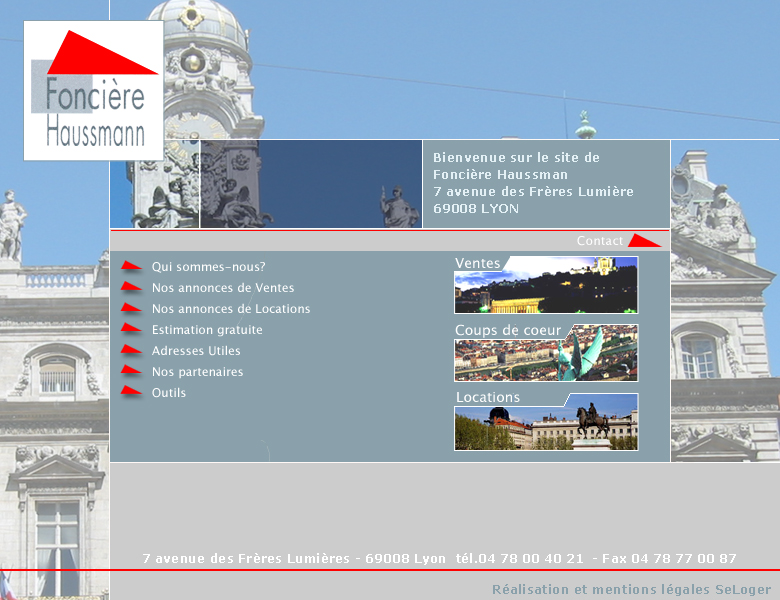 Foncière
Haussmann
Bienvenue sur le site de
Foncière Haussman
7 avenue des Frères Lumière
69008 LYON
Contact
Qui sommes-nous?
Nos annonces de Ventes
Nos annonces de Locations
Estimation gratuite
Adresses Utiles
Nos partenaires
Outils
Ventes
Coups de coeur
Locations
7 avenue des Frères Lumières - 69008 Lyon tél.04 78 00 40 21 - Fax 04 78 77 00 87
Réalisation et mentions légales SeLoger